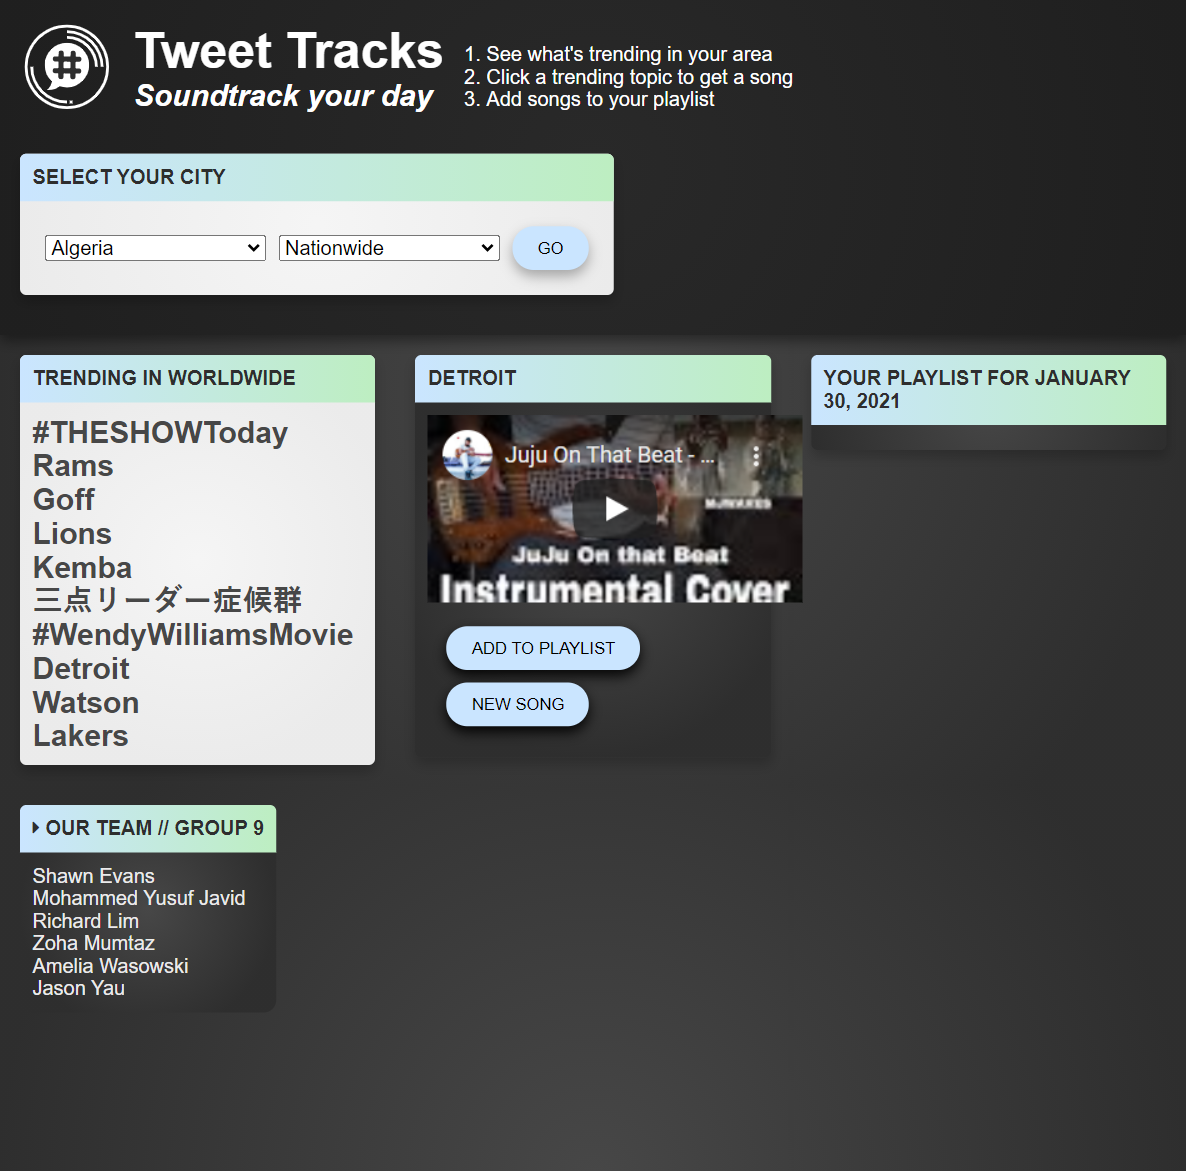 Tweet Tracks
Soundtrack your day
1. See what's trending in your area
2. Click a trending topic to get a song
3. Add songs to your playlist
SELECT YOUR CITY
Algeria
Nationwide
GO
TRENDING IN WORLDWIDE
#THESHOWToday
Rams
Goff
Lions
Kemba
三点リーダー症候群
#WendyWilliamsMovie
Detroit
Watson
Lakers
DETROIT
Juju On That Beat - ...
JuJu On that Beat
Instrumental Cover
ADD TO PLAYLIST
NEW SONG
YOUR PLAYLIST FOR JANUARY
30, 2021
OUR TEAM // GROUP 9
Shawn Evans
Mohammed Yusuf Javid
Richard Lim
Zoha Mumtaz
Amelia Wasowski
Jason Yau